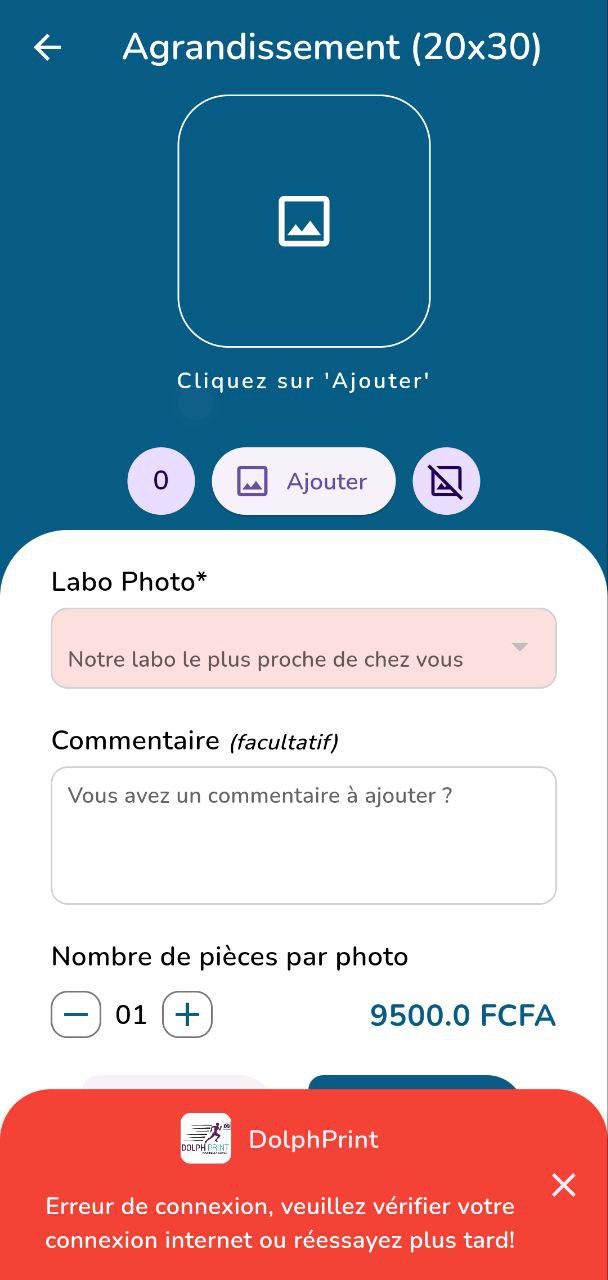 Agrandissement (20x30)
Cliquez sur 'Ajouter'
0
Ajouter
Labo Photo*
Notre labo le plus proche de chez vous
Commentaire (facultatif)
Vous avez un commentaire à ajouter ?
Nombre de pièces par photo
01
9500.0 FCFA
DOLPH PRINT
DolphPrint
Erreur de connexion, veuillez vérifier votre
connexion internet ou réessayez plus tard!